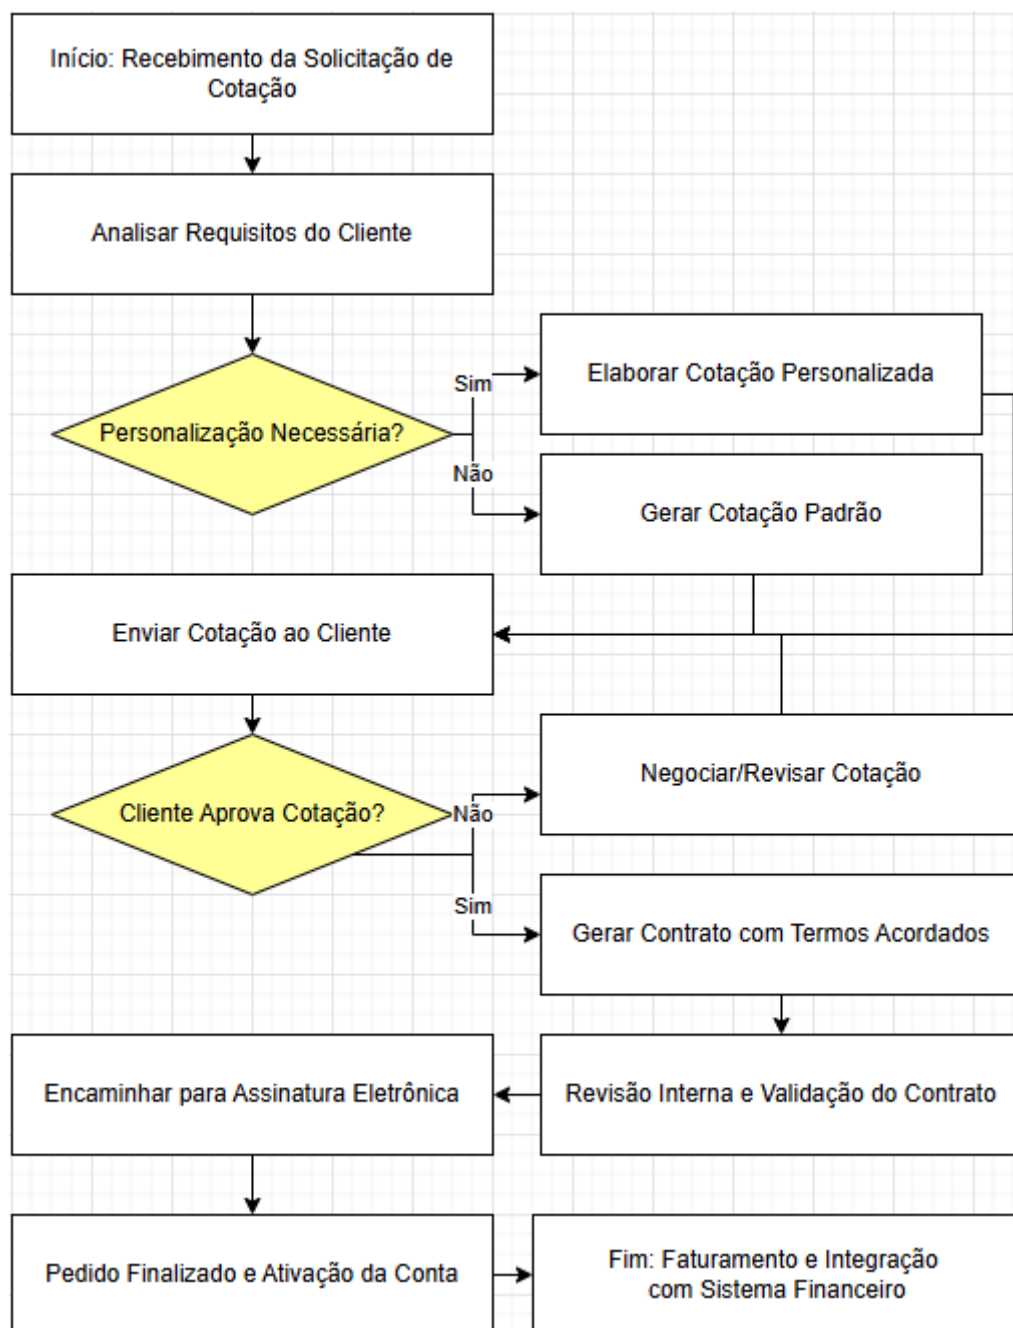 Início: Recebimento da Solicitação de
Cotação
Analisar Requisitos do Cliente
Personalização Necessária?
Sim
Elaborar Cotação Personalizada
Não
Gerar Cotação Padrão
Enviar Cotação ao Cliente
Cliente Aprova Cotação?
Não
Negociar/Revisar Cotação
Sim
Gerar Contrato com Termos Acordados
Revisão Interna e Validação do Contrato
Encaminhar para Assinatura Eletrônica
Pedido Finalizado e Ativação da Conta
Fim: Faturamento e Integração
com Sistema Financeiro